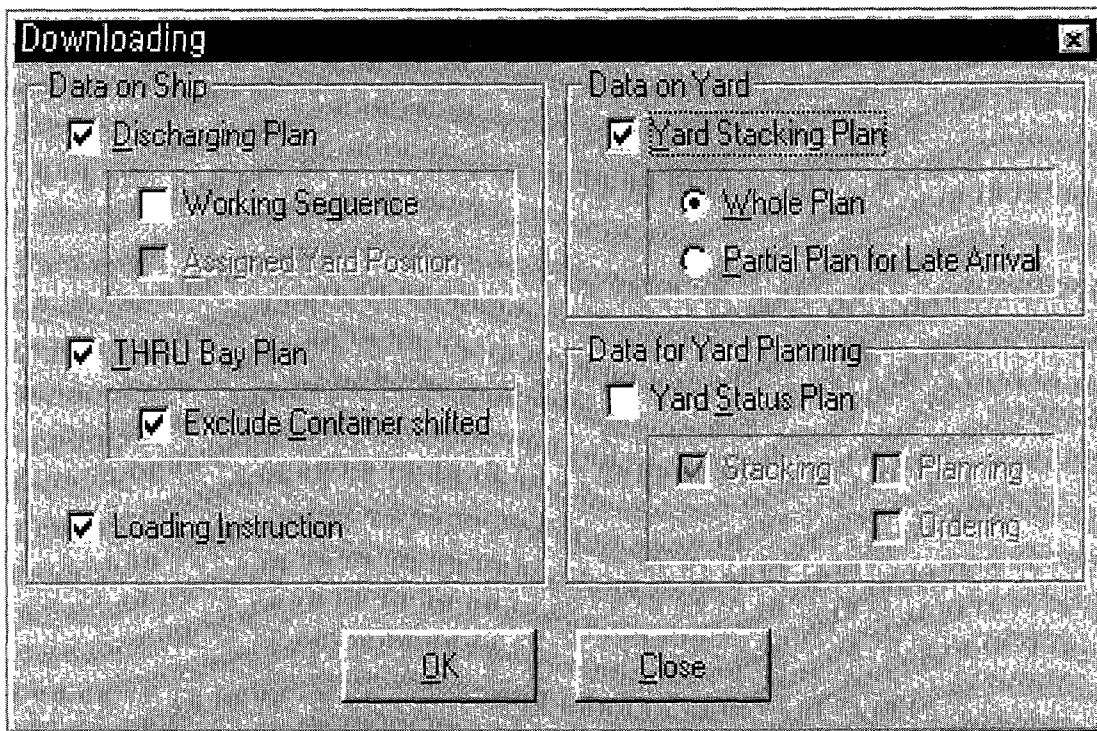 Downloading
Data on Ship
Discharging Plan
Working Seguence
Assigned Yard Position
THRU Bay Plan
Exclude Container shifted
Loading Instruction
Data on Yard
Yard Stacking Plan
Whole Plan
Partial Plan for Late Arrival
Data for Yard Planning
Yard Status Plan
Stacking Planning
Ordering
OK Close